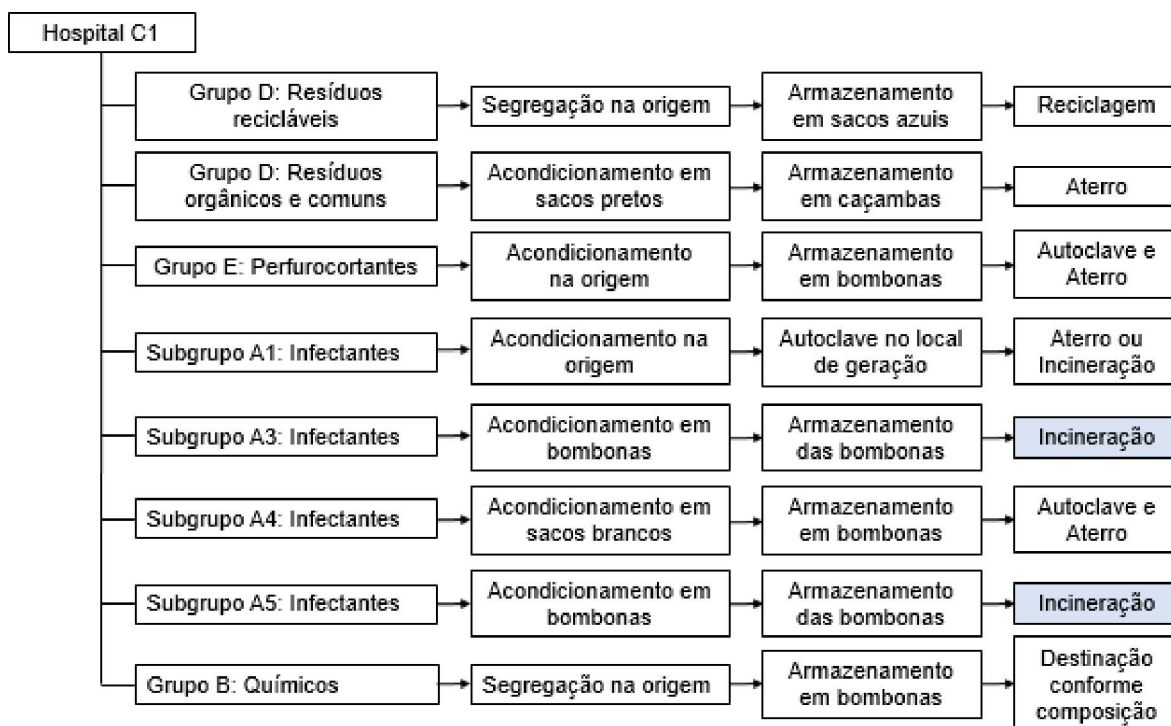 Hospital C1
Grupo D: Resíduos
recicláveis
Segregação na origem
Armazenamento
em sacos azuis
Reciclagem
Grupo D: Resíduos
orgânicos e comuns
Acondicionamento em
sacos pretos
Armazenamento
em caçambas
Aterro
Grupo E: Perfurocortantes
Acondicionamento
na origem
Armazenamento
em bombonas
Autoclave e
Aterro
Subgrupo A1: Infectantes
Acondicionamento na
origem
Autoclave no local
de geração
Aterro ou
Incineração
Subgrupo A3: Infectantes
Acondicionamento em
bombonas
Armazenamento
das bombonas
Incineração
Subgrupo A4: Infectantes
Acondicionamento em
sacos brancos
Armazenamento
em bombonas
Autoclave e
Aterro
Subgrupo A5: Infectantes
Acondicionamento em
bombonas
Armazenamento
das bombonas
Incineração
Grupo B: Químicos
Segregação na origem
Armazenamento
em bombonas
Destinação
conforme
composição